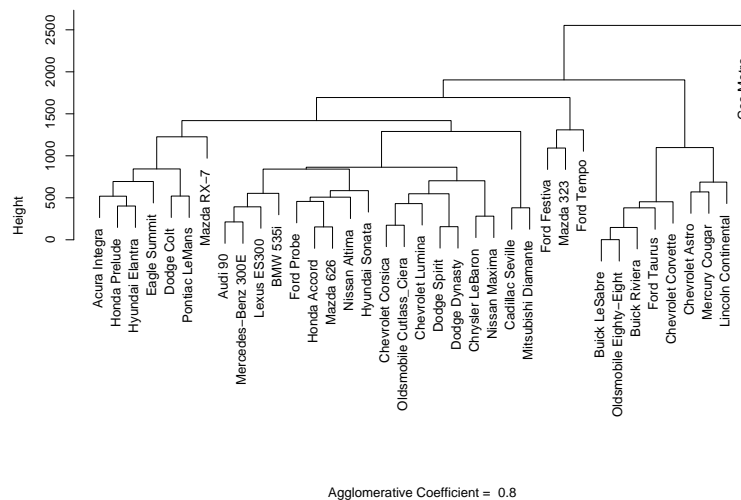 2500
2000
1500
1000
500
0
Height
Acura Integra
Honda Prelude
Hyundai Elantra
Eagle Summit
Dodge Colt
Pontiac LeMans
Mazda RX−7
Audi 90
Mercedes−Benz 300E
Lexus ES300
BMW 535i
Ford Probe
Honda Accord
Mazda 626
Nissan Altima
Hyundai Sonata
Chevrolet Corsica
Oldsmobile Cutlass_Ciera
Chevrolet Lumina
Dodge Spirit
Dodge Dynasty
Chrysler LeBaron
Nissan Maxima
Cadillac Seville
Mitsubishi Diamante
Ford Festiva
Mazda 323
Ford Tempo
Buick LeSabre
Oldsmobile Eighty−Eight
Buick Riviera
Ford Taurus
Chevrolet Corvette
Chevrolet Astro
Mercury Cougar
Lincoln Continental
Agglomerative Coefficient = 0.8